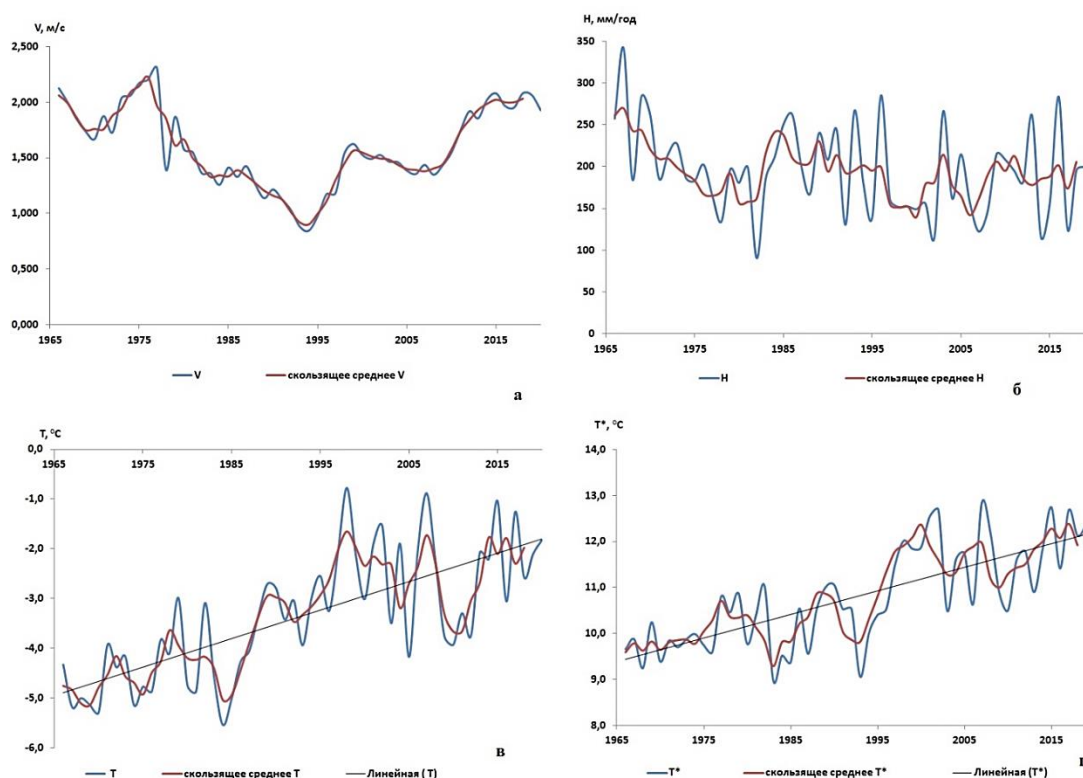 V, м/с
2,500
2,000
1,500
1,000
0,500
0,000
1965 1975 1985 1995 2005 2015
V скользящее среднее V
а
H, мм/год
350
300
250
200
150
100
50
0
1965 1975 1985 1995 2005 2015
H скользящее среднее H
б
T, °C
0,0
1965 1975 1985 1995 2005 2015
-1,0
-2,0
-3,0
-4,0
-5,0
-6,0
T скользящее среднее T Линейная ( T)
в
T*, °C
14,0
13,0
12,0
11,0
10,0
9,0
8,0
1965 1975 1985 1995 2005 2015
T* скользящее среднее T* Линейная (T*)